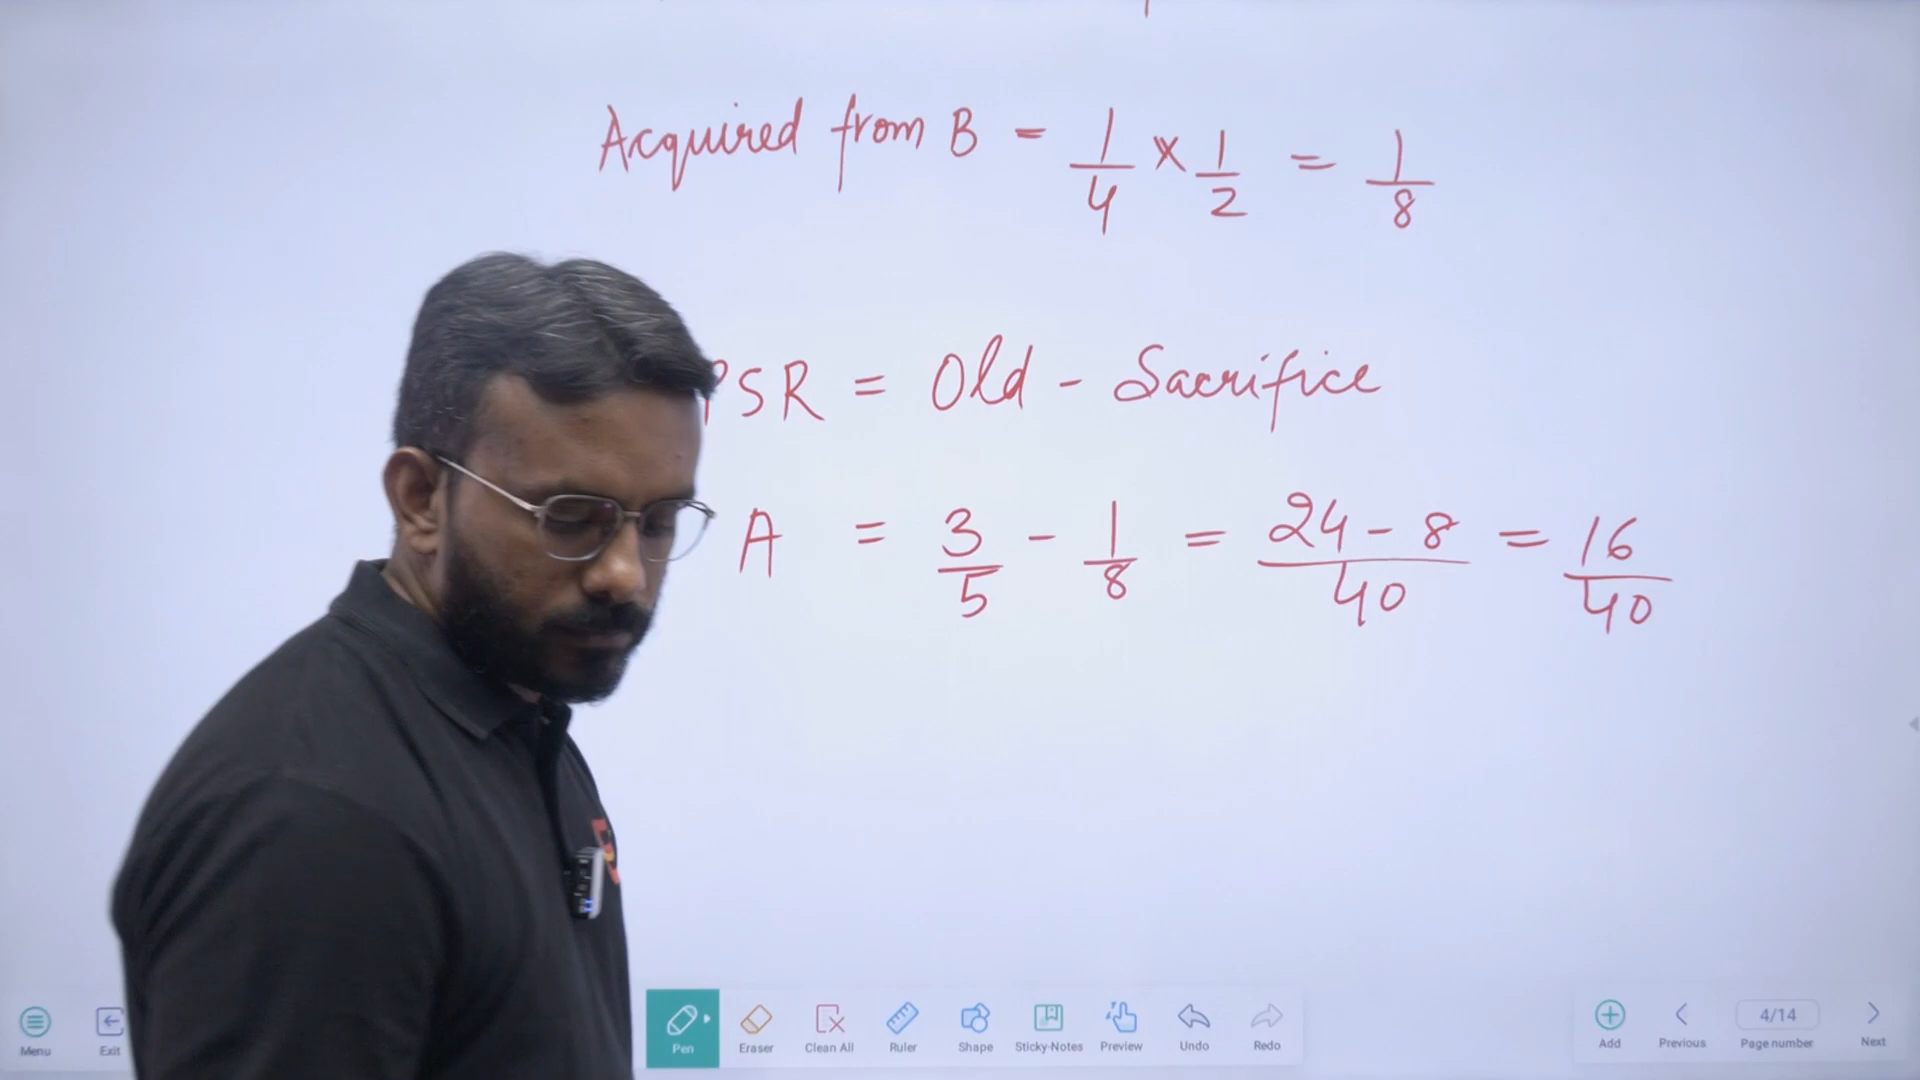 Acquired from B = 1/4 × 1/2 = 1/8
PSR = Old - Sacrifice
A = 3/5 - 1/8 = 24 - 8/40 = 16/40
Menu Exit Pen Eraser Clean All Ruler Shape Sticky-Notes Preview Undo Redo Add Previous 4/14 Page number Next